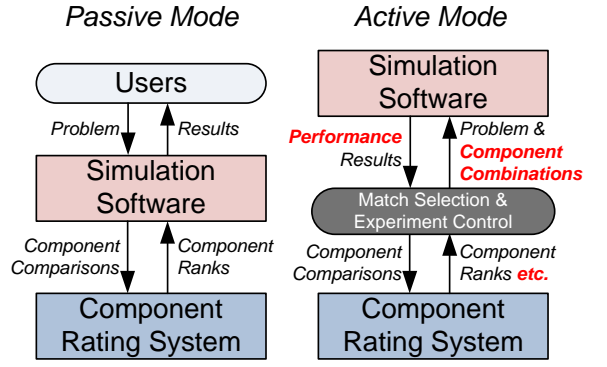 Passive Mode
Users
Problem
Results
Simulation
Software
Component
Comparisons
Component
Ranks
Component
Rating System
Active Mode
Simulation
Software
Performance
Results
Problem &
Component
Combinations
Match Selection &
Experiment Control
Component
Comparisons
Component
Ranks etc.
Component
Rating System